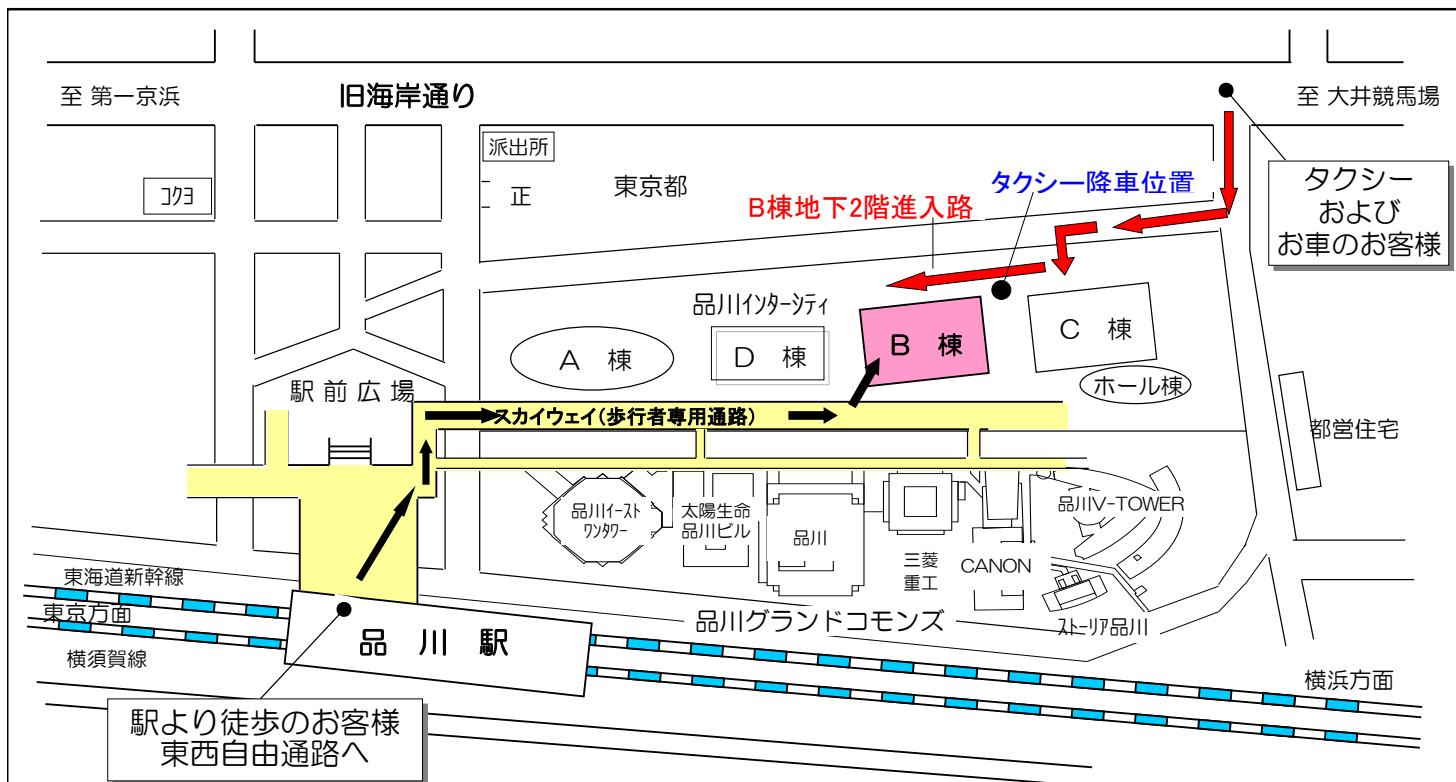 至 第一京浜
旧海岸通り
至 大井競馬場
派出所
正
東京都
コクヨ
タクシー降車位置
B棟地下2階進入路
タクシー
および
お車のお客様
品川インターシティ
A 棟
D 棟
B 棟
C 棟
ホール棟
駅前広場
スカイウェイ(歩行者専用通路)
都営住宅
品川イースト
ワンタワー
太陽生命
品川ビル
品川
三菱
重工
CANON
品川V-TOWER
ストーリア品川
品川グランドコモンズ
東海道新幹線
東京方面
横須賀線
品川駅
横浜方面
駅より徒歩のお客様
東西自由通路へ